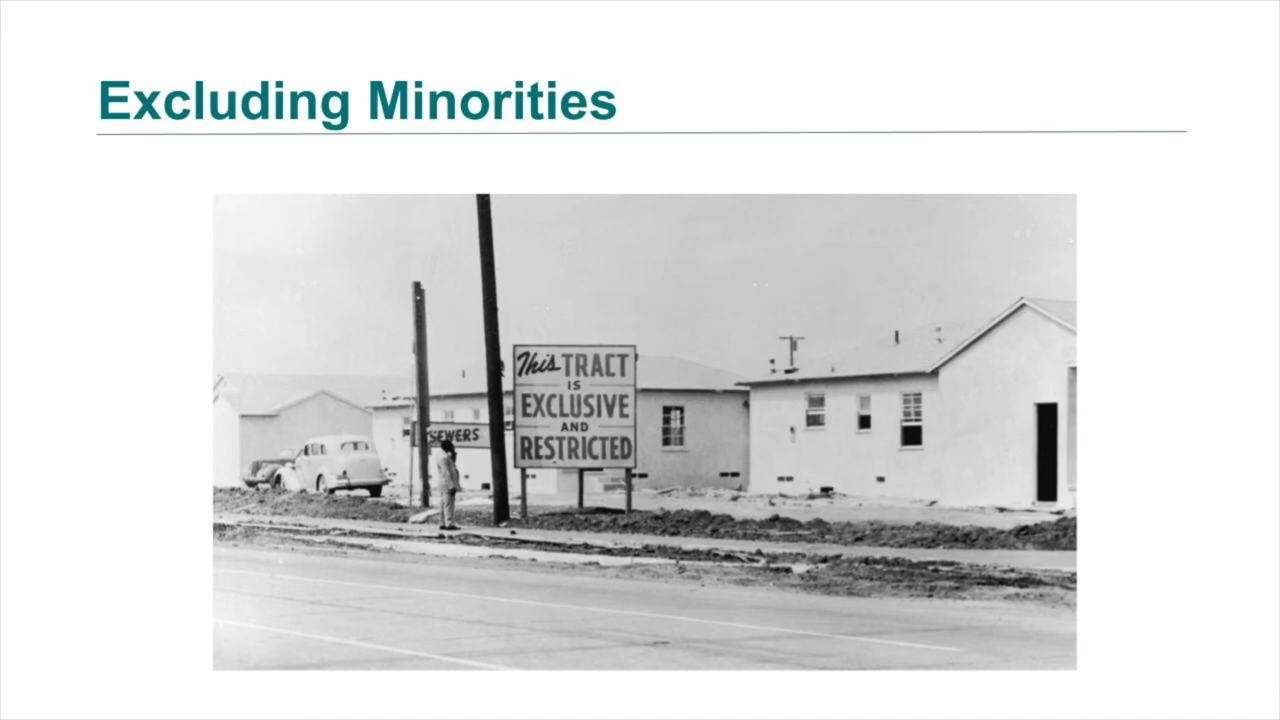 Excluding Minorities
This TRACT
IS
EXCLUSIVE
AND
RESTRICTED
SEWERS